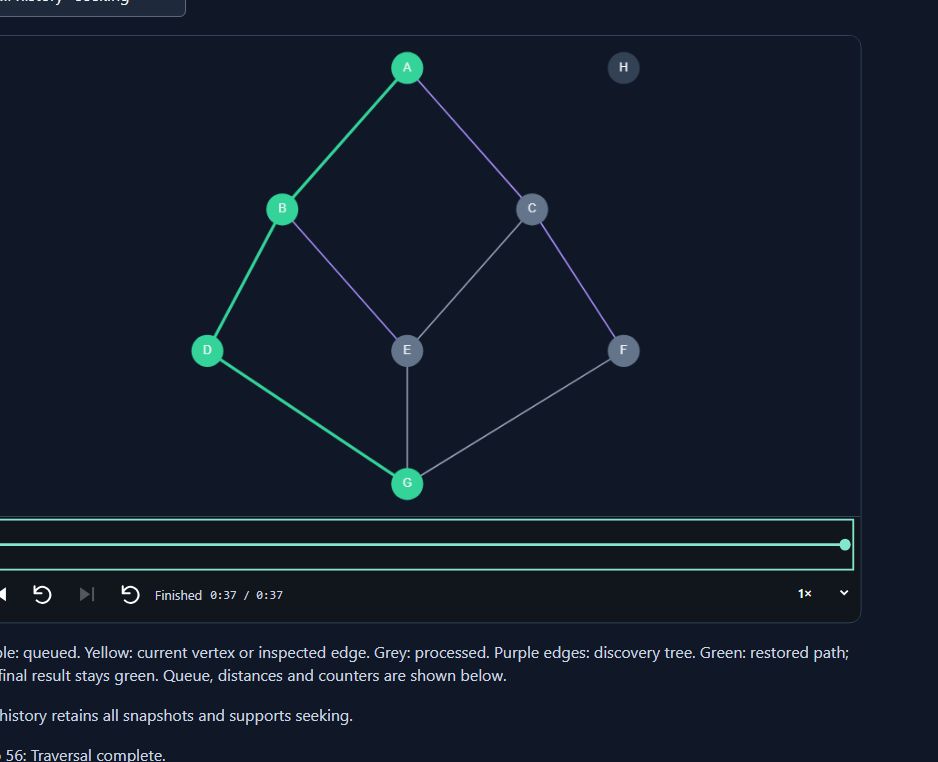 history seeking
A
H
B
C
D
E
F
G
Finished 0:37 / 0:37
1×
queued. Yellow: current vertex or inspected edge. Grey: processed. Purple edges: discovery tree. Green: restored path;
final result stays green. Queue, distances and counters are shown below.
history retains all snapshots and supports seeking.
56: Traversal complete.